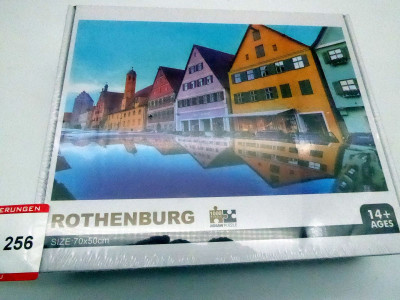 ERUNGEN
256
ROTHENBURG
SIZE 70x50cm
14+
AGES